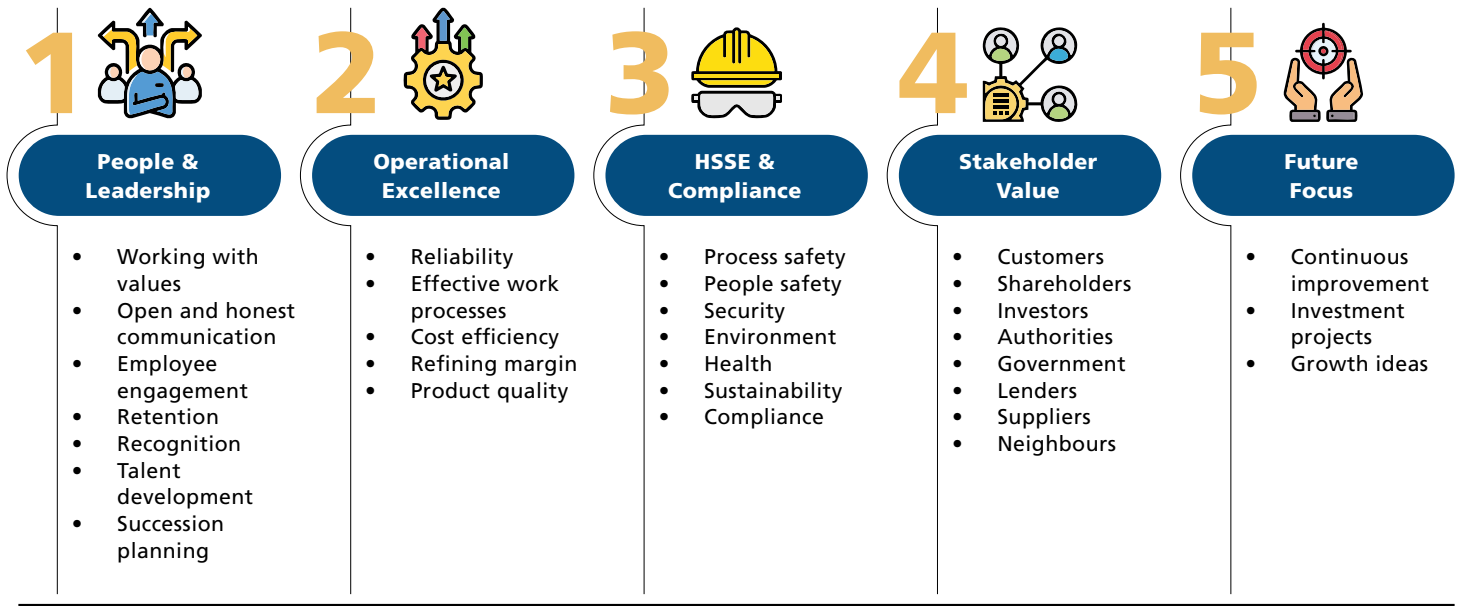 1
People &
Leadership
• Working with
values
• Open and honest
communication
• Employee
engagement
• Retention
• Recognition
• Talent
development
• Succession
planning
2
Operational
Excellence
• Reliability
• Effective work
processes
• Cost efficiency
• Refining margin
• Product quality
3
HSSE &
Compliance
• Process safety
• People safety
• Security
• Environment
• Health
• Sustainability
• Compliance
4
Stakeholder
Value
• Customers
• Shareholders
• Investors
• Authorities
• Government
• Lenders
• Suppliers
• Neighbours
5
Future
Focus
• Continuous
improvement
• Investment
projects
• Growth ideas